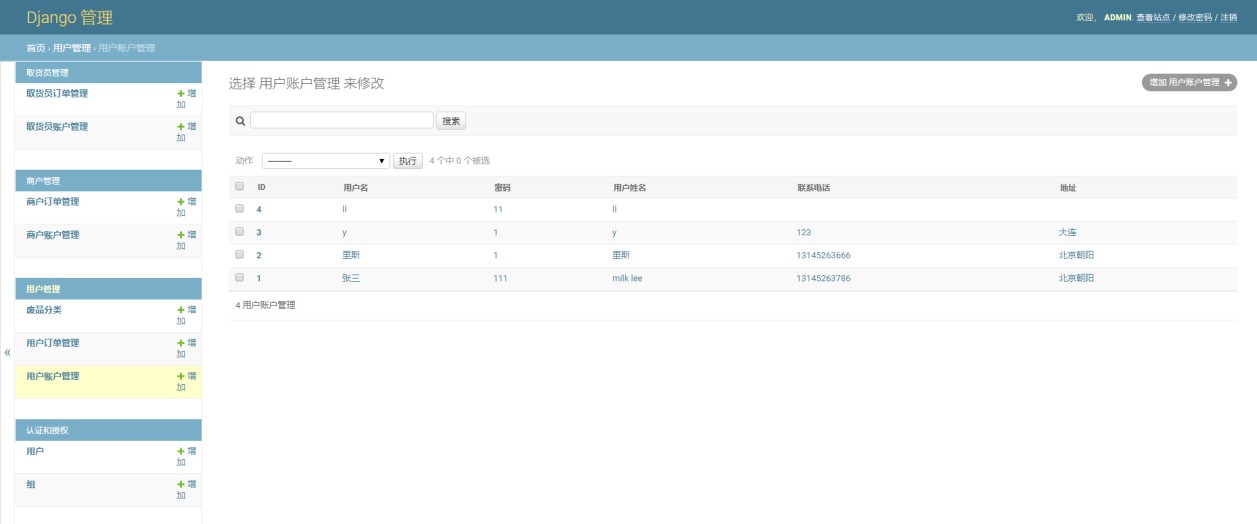 Django 管理
欢迎， ADMIN. 查看站点 / 修改密码 / 注销
首页 › 用户管理 › 用户账户管理
取货员管理
取货员订单管理 增加
取货员账户管理 增加
商户管理
商户订单管理 增加
商户账户管理 增加
用户管理
废品分类 增加
用户订单管理 增加
用户账户管理 增加
认证和授权
用户 增加
组 增加
«
选择 用户账户管理 来修改
增加 用户账户管理
搜索
动作 --------- 执行 4 个中 0 个被选
ID 用户名 密码 用户姓名 联系电话 地址
4 ll 11 ll
3 y 1 y 123 大连
2 里斯 1 里斯 13145263666 北京朝阳
1 张三 111 milk lee 13145263786 北京朝阳
4 用户账户管理